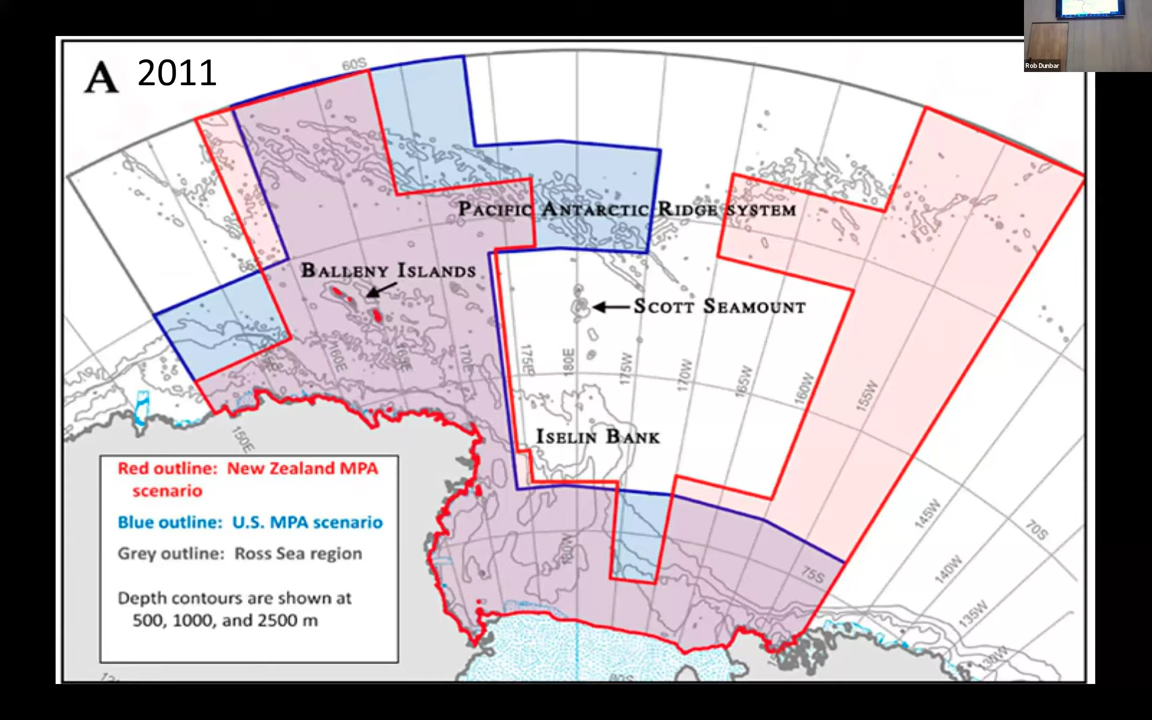 A 2011
Rob Dunbar
60S
PACIFIC ANTARCTIC RIDGE SYSTEM
BALLENY ISLANDS
SCOTT SEAMOUNT
160E
165E
170E
175E
180E
175W
170W
165W
160W
155W
150E
ISELIN BANK
Red outline: New Zealand MPA
scenario
Blue outline: U.S. MPA scenario
Grey outline: Ross Sea region
Depth contours are shown at
500, 1000, and 2500 m
145W
70S
140W
75S
135W
130W